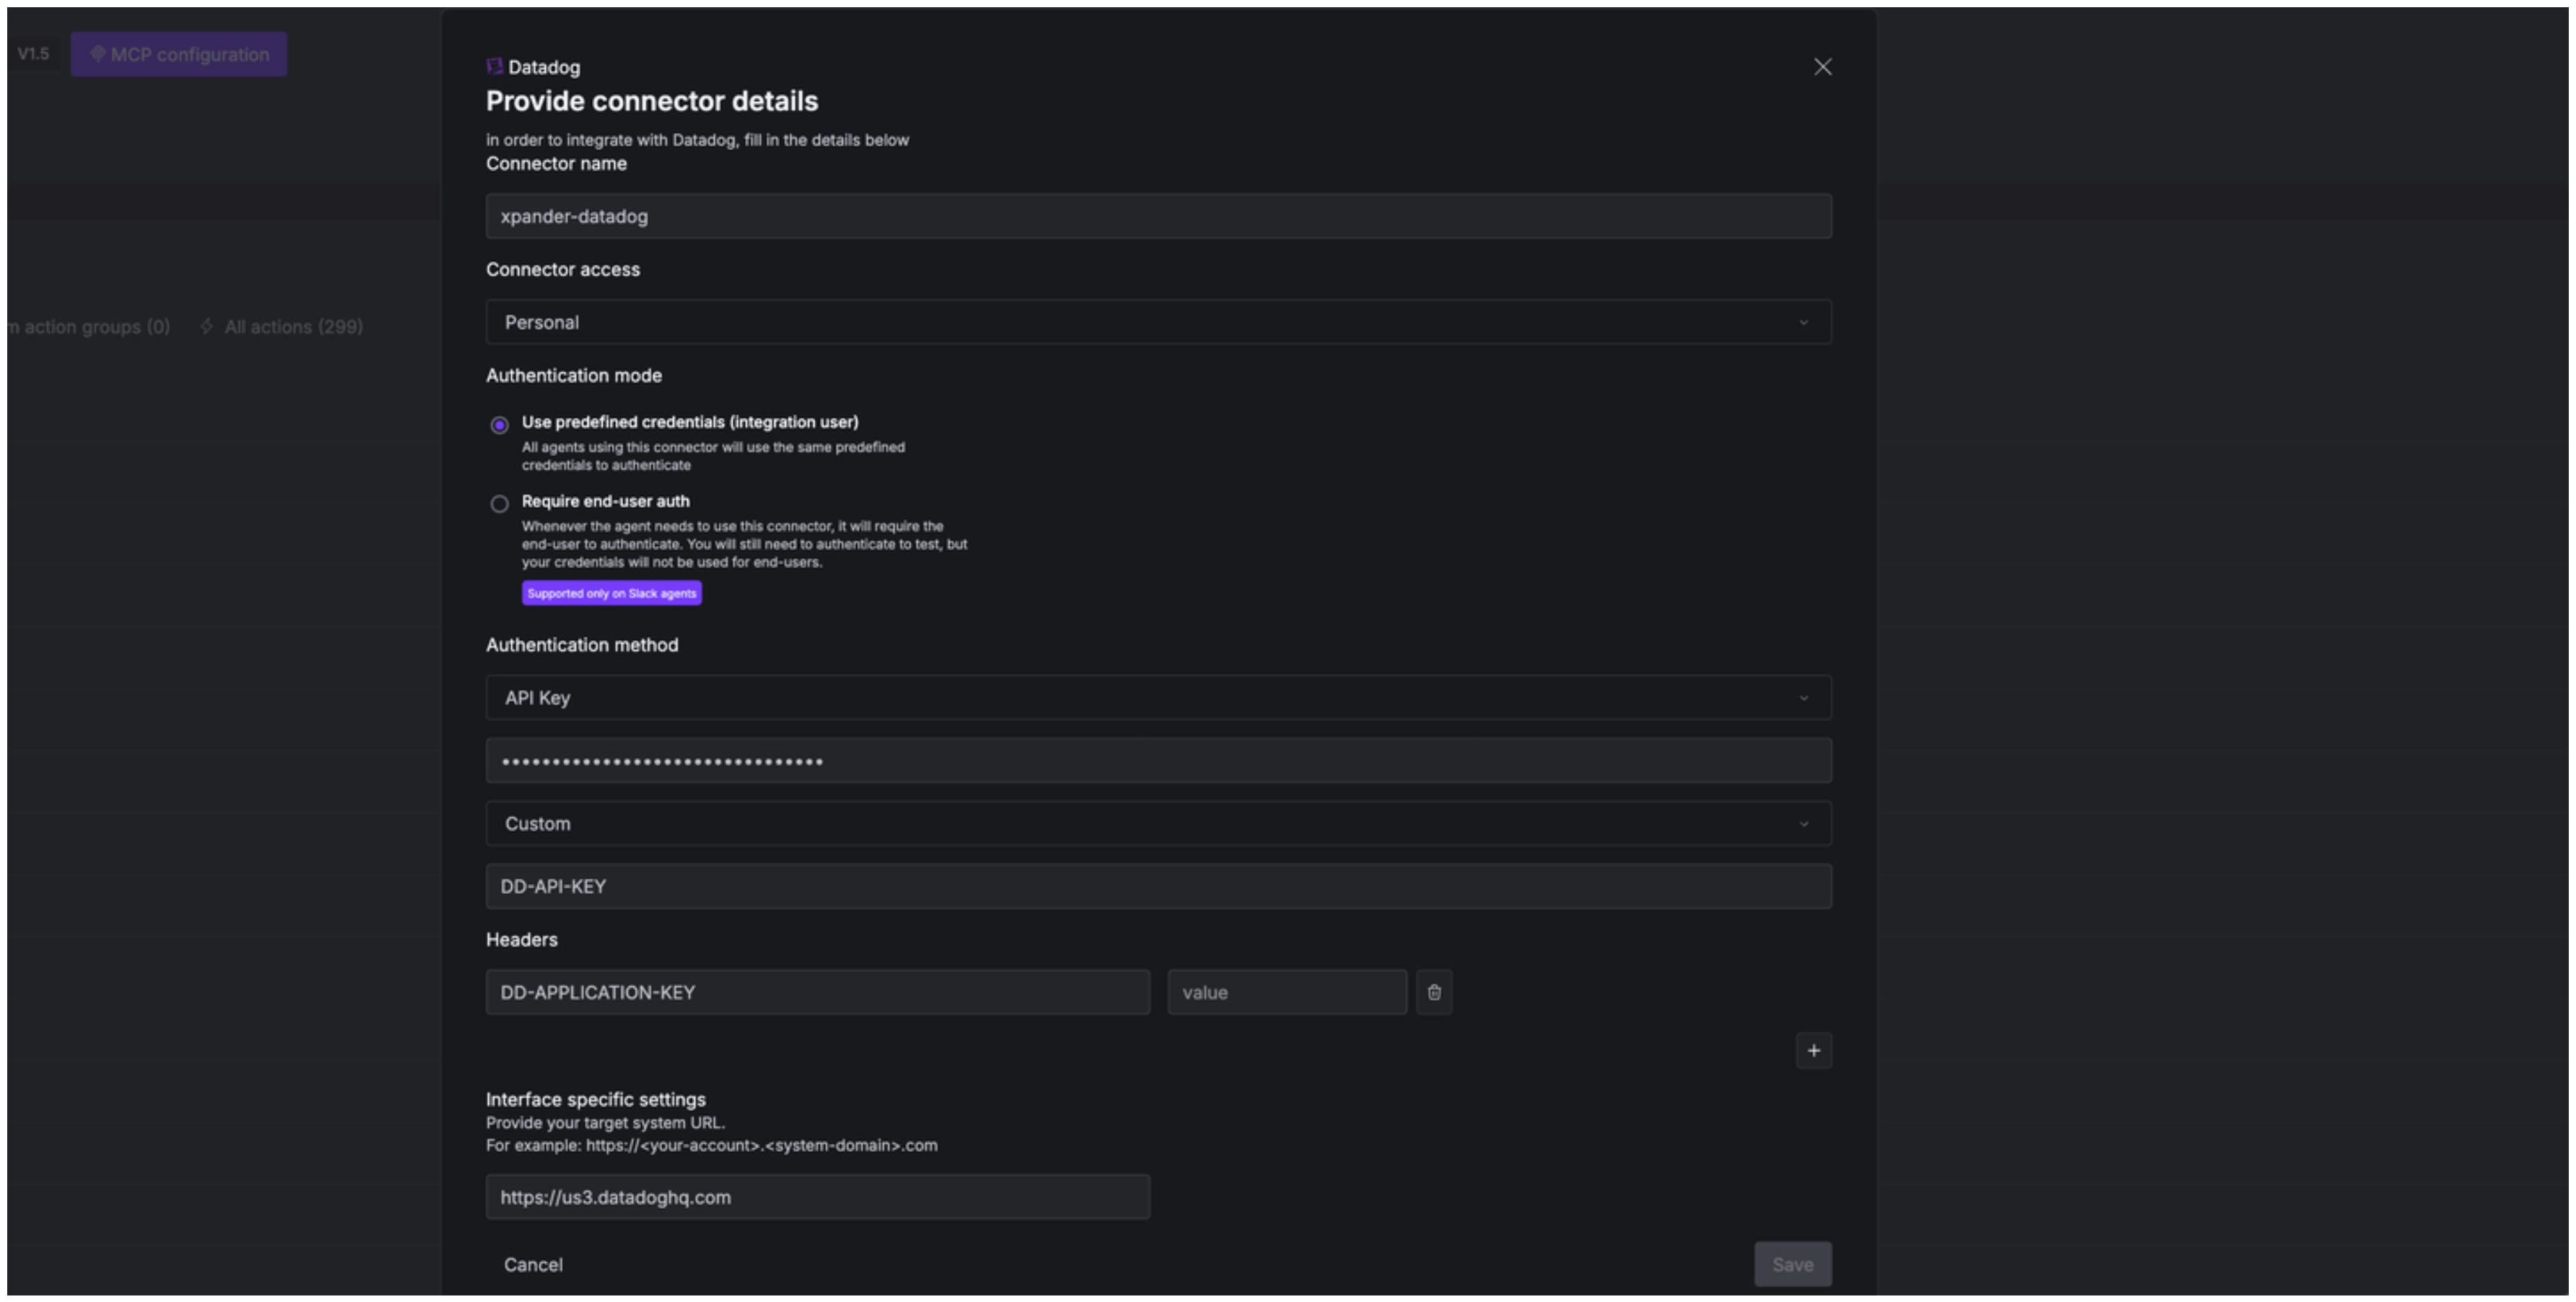 V1.5
MCP configuration
m action groups (0)
All actions (299)
Datadog
Provide connector details
in order to integrate with Datadog, fill in the details below
Connector name
xpander-datadog
Connector access
Personal
Authentication mode
Use predefined credentials (integration user)
All agents using this connector will use the same predefined
credentials to authenticate
Require end-user auth
Whenever the agent needs to use this connector, it will require the
end-user to authenticate. You will still need to authenticate to test, but
your credentials will not be used for end-users.
Supported only on Slack agents
Authentication method
API Key
••••••••••••••••••••••••••••••••
Custom
DD-API-KEY
Headers
DD-APPLICATION-KEY
value
+
Interface specific settings
Provide your target system URL.
For example: https://<your-account>.<system-domain>.com
https://us3.datadoghq.com
Cancel
Save